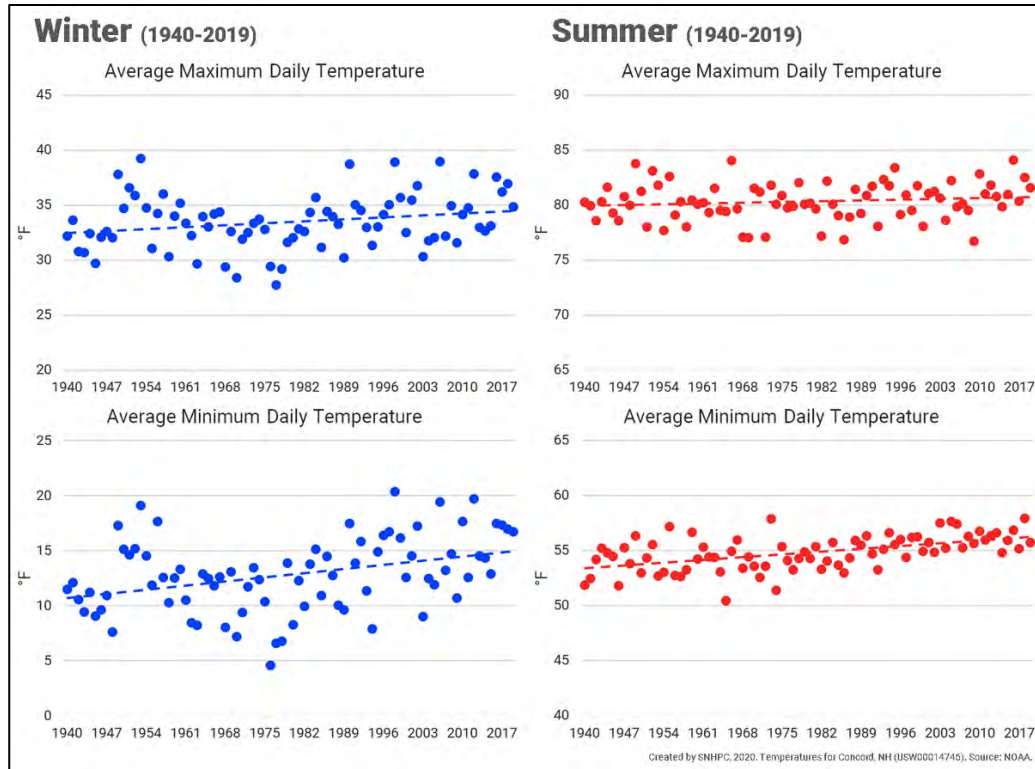 Winter (1940-2019)
Average Maximum Daily Temperature
45
40
35
°F
30
25
20
1940 1947 1954 1961 1968 1975 1982 1989 1996 2003 2010 2017
Average Minimum Daily Temperature
25
20
15
°F
10
5
0
1940 1947 1954 1961 1968 1975 1982 1989 1996 2003 2010 2017
Summer (1940-2019)
Average Maximum Daily Temperature
90
85
80
°F
75
70
65
1940 1947 1954 1961 1968 1975 1982 1989 1996 2003 2010 2017
Average Minimum Daily Temperature
65
60
55
°F
50
45
40
1940 1947 1954 1961 1968 1975 1982 1989 1996 2003 2010 2017
Created by SNHPC, 2020. Temperatures for Concord, NH (USW00014745). Source: NOAA.